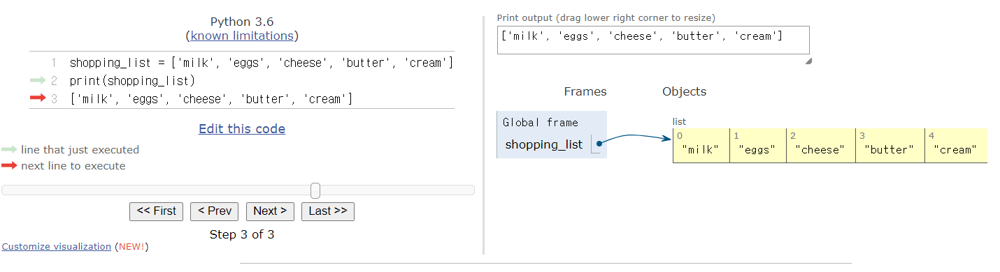 Python 3.6
(known limitations)
1 shopping_list = ['milk', 'eggs', 'cheese', 'butter', 'cream']
2 print(shopping_list)
3 ['milk', 'eggs', 'cheese', 'butter', 'cream']
Edit this code
line that just executed
next line to execute
<< First < Prev Next > Last >>
Step 3 of 3
Customize visualization (NEW!)
Print output (drag lower right corner to resize)
['milk', 'eggs', 'cheese', 'butter', 'cream']
Frames Objects
Global frame
shopping_list
list
0 1 2 3 4
"milk" "eggs" "cheese" "butter" "cream"